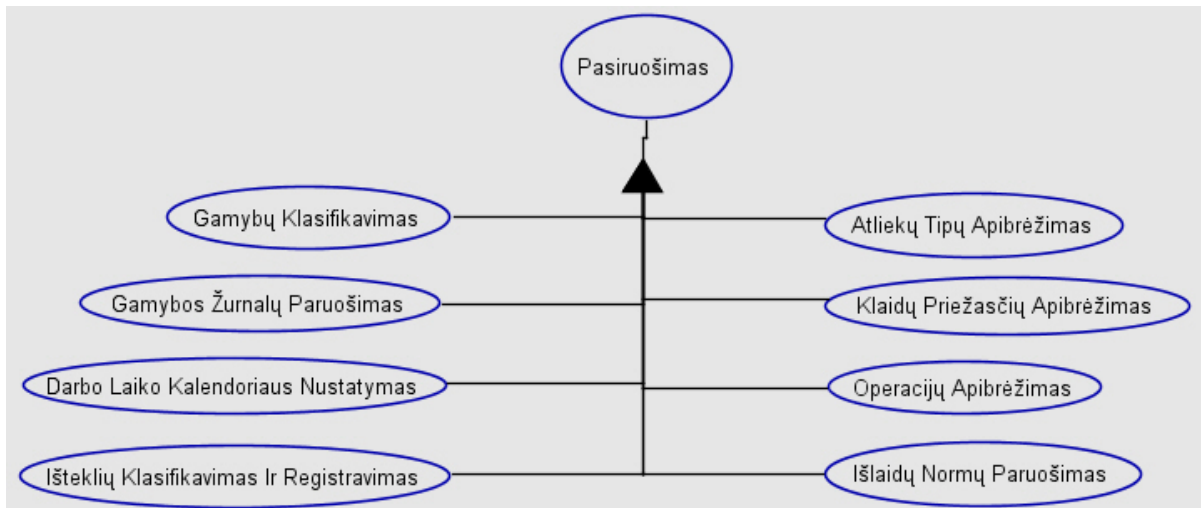 Pasiruošimas
Gamybų Klasifikavimas
Atliekų Tipų Apibrėžimas
Gamybos Žurnalų Paruošimas
Klaidų Priežasčių Apibrėžimas
Darbo Laiko Kalendoriaus Nustatymas
Operacijų Apibrėžimas
Išteklių Klasifikavimas Ir Registravimas
Išlaidų Normų Paruošimas